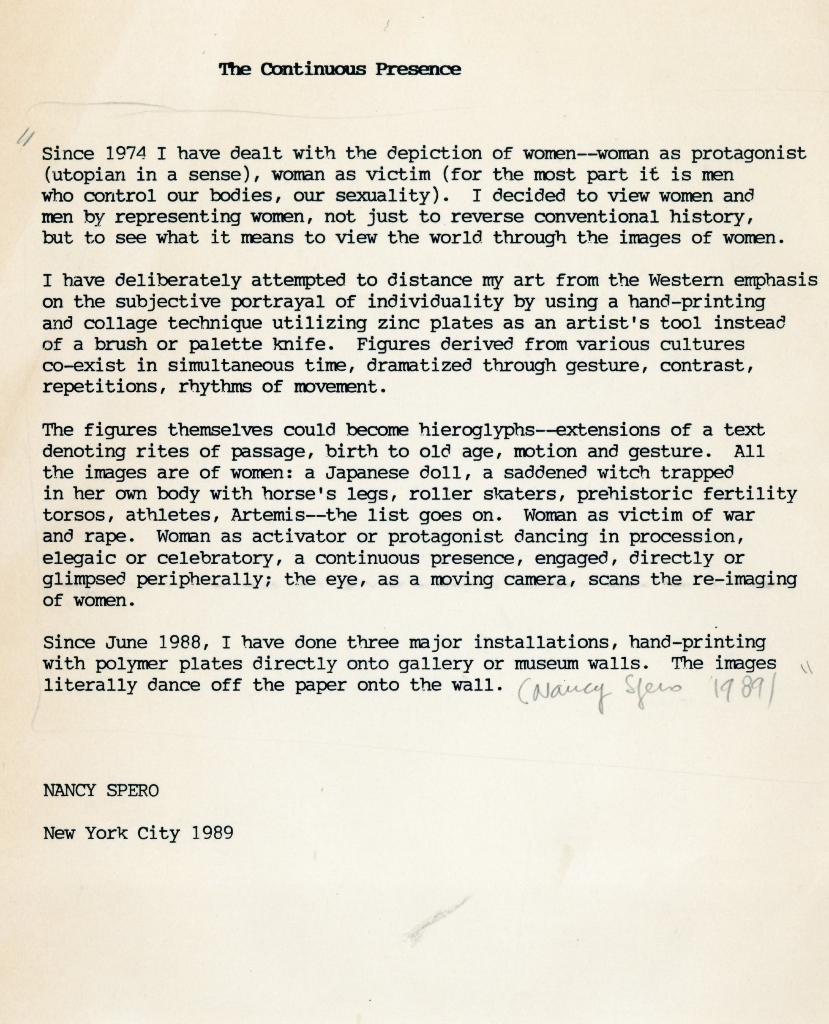 The Continuous Presence
"
Since 1974 I have dealt with the depiction of women--woman as protagonist
(utopian in a sense), woman as victim (for the most part it is men
who control our bodies, our sexuality).  I decided to view women and
men by representing women, not just to reverse conventional history,
but to see what it means to view the world through the images of women.
I have deliberately attempted to distance my art from the Western emphasis
on the subjective portrayal of individuality by using a hand-printing
and collage technique utilizing zinc plates as an artist's tool instead
of a brush or palette knife.  Figures derived from various cultures
co-exist in simultaneous time, dramatized through gesture, contrast,
repetitions, rhythms of movement.
The figures themselves could become hieroglyphs--extensions of a text
denoting rites of passage, birth to old age, motion and gesture.  All
the images are of women: a Japanese doll, a saddened witch trapped
in her own body with horse's legs, roller skaters, prehistoric fertility
torsos, athletes, Artemis--the list goes on.  Woman as victim of war
and rape.  Woman as activator or protagonist dancing in procession,
elegaic or celebratory, a continuous presence, engaged, directly or
glimpsed peripherally; the eye, as a moving camera, scans the re-imaging
of women.
Since June 1988, I have done three major installations, hand-printing
with polymer plates directly onto gallery or museum walls.  The images "
literally dance off the paper onto the wall. (Nancy Spero 1989)
NANCY SPERO
New York City 1989